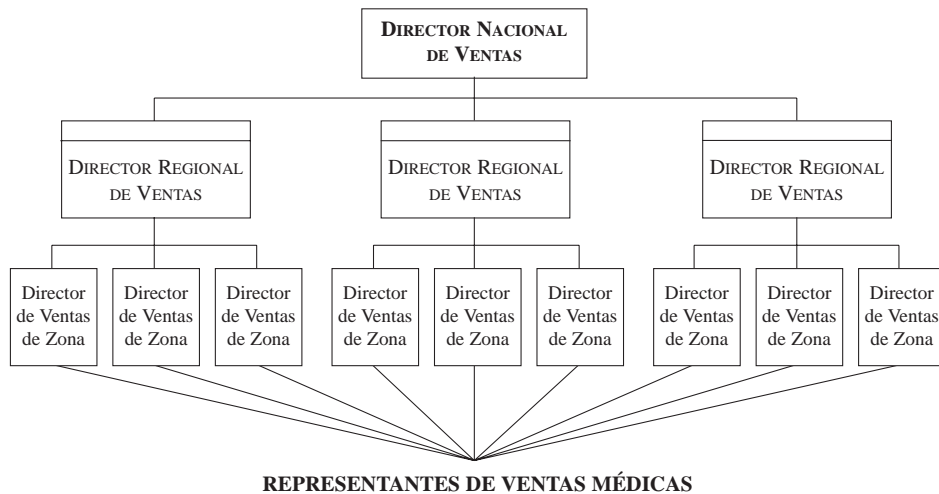 DIRECTOR NACIONAL
DE VENTAS
DIRECTOR REGIONAL
DE VENTAS
DIRECTOR REGIONAL
DE VENTAS
DIRECTOR REGIONAL
DE VENTAS
Director
de Ventas
de Zona
Director
de Ventas
de Zona
Director
de Ventas
de Zona
Director
de Ventas
de Zona
Director
de Ventas
de Zona
Director
de Ventas
de Zona
Director
de Ventas
de Zona
Director
de Ventas
de Zona
Director
de Ventas
de Zona
REPRESENTANTES DE VENTAS MÉDICAS